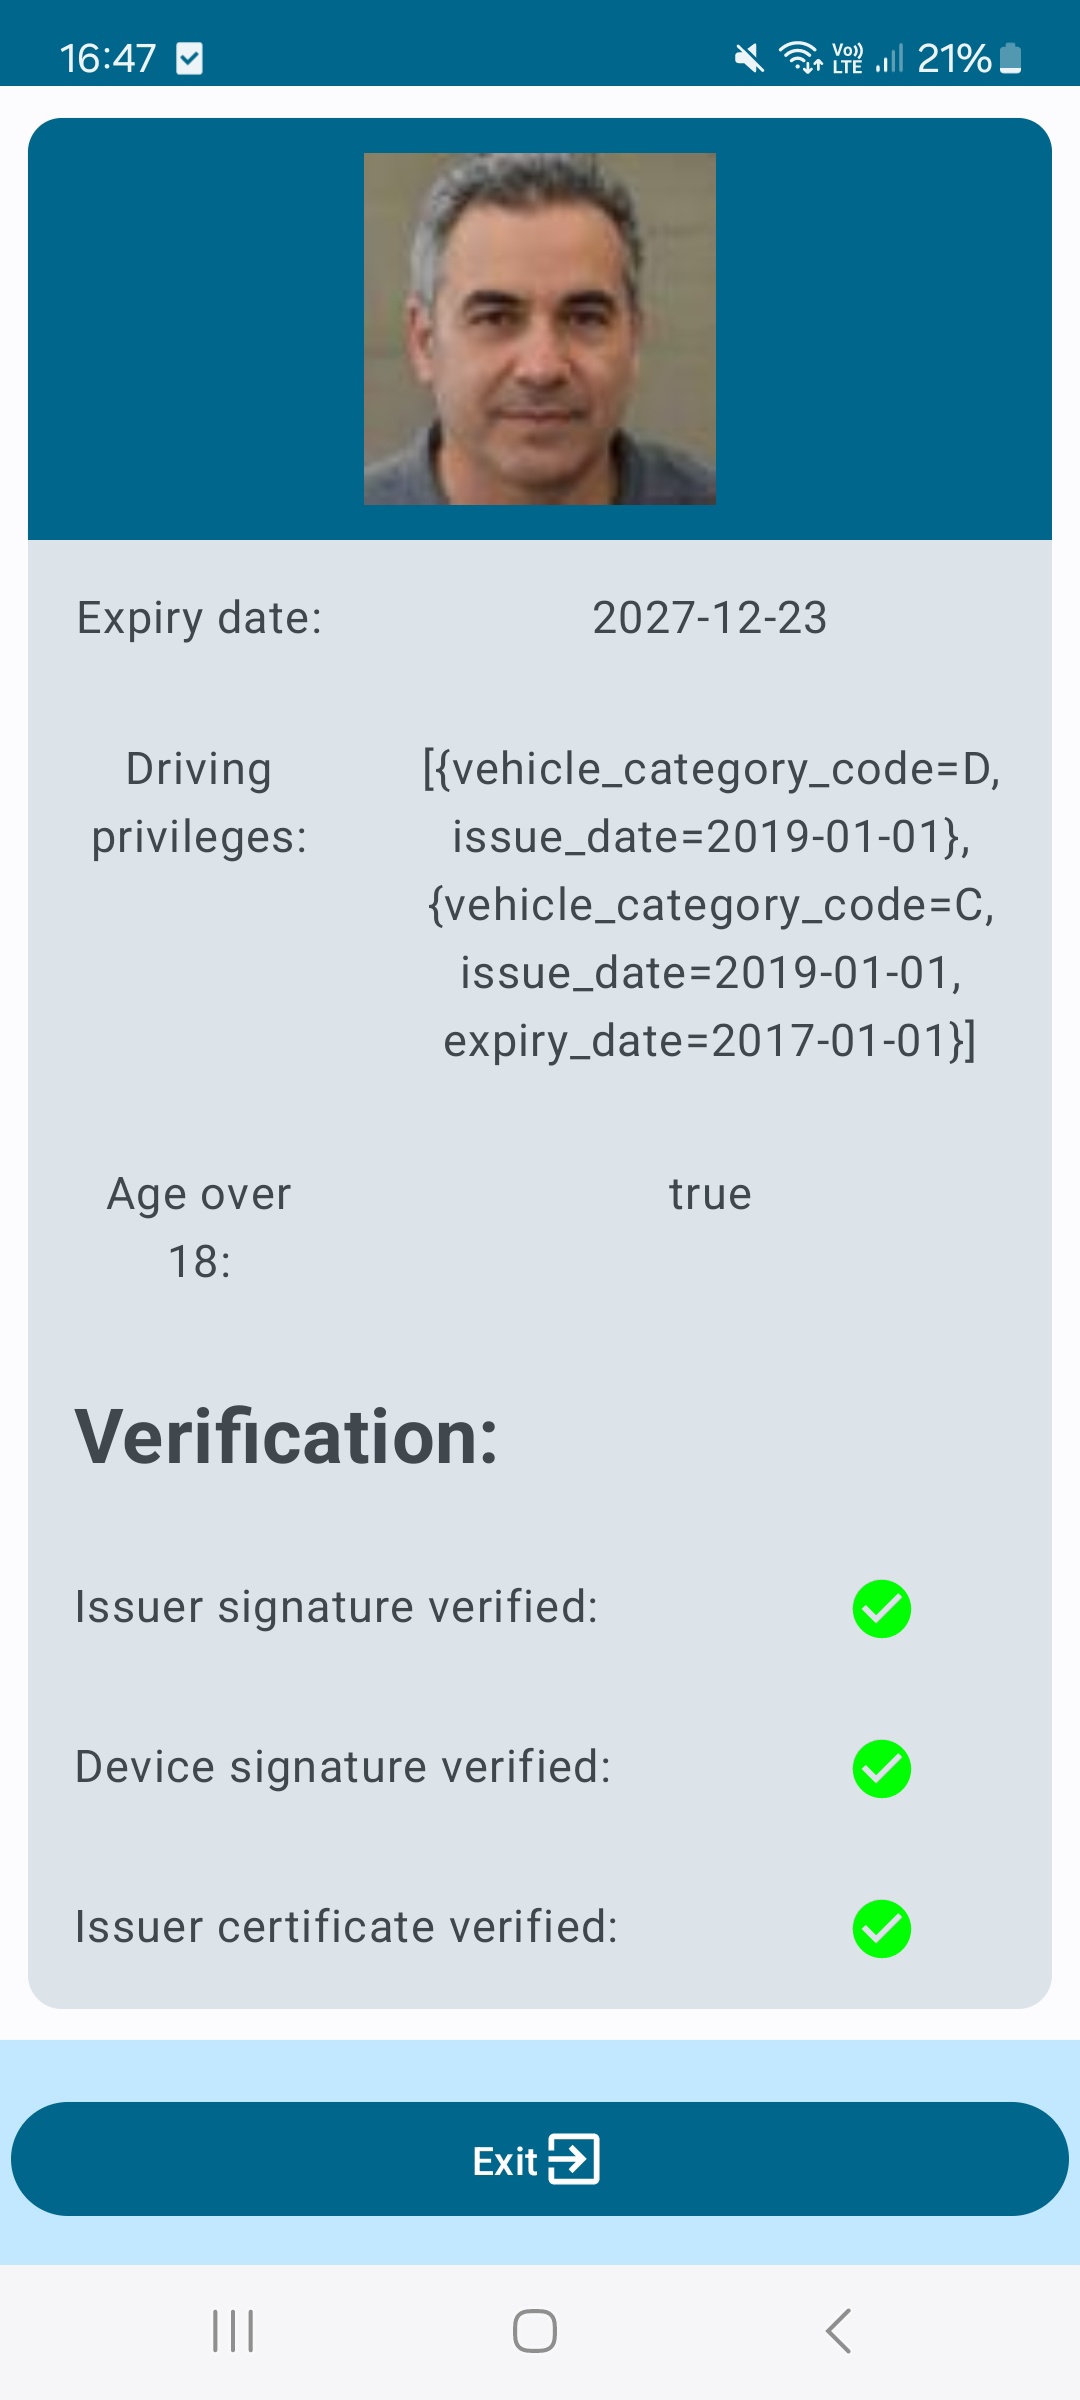 16:47 Vo)) LTE 21%
Expiry date: 2027-12-23
Driving privileges:
[{vehicle_category_code=D,
issue_date=2019-01-01},
{vehicle_category_code=C,
issue_date=2019-01-01,
expiry_date=2017-01-01}]
Age over 18:
true
Verification:
Issuer signature verified:
Device signature verified:
Issuer certificate verified:
Exit